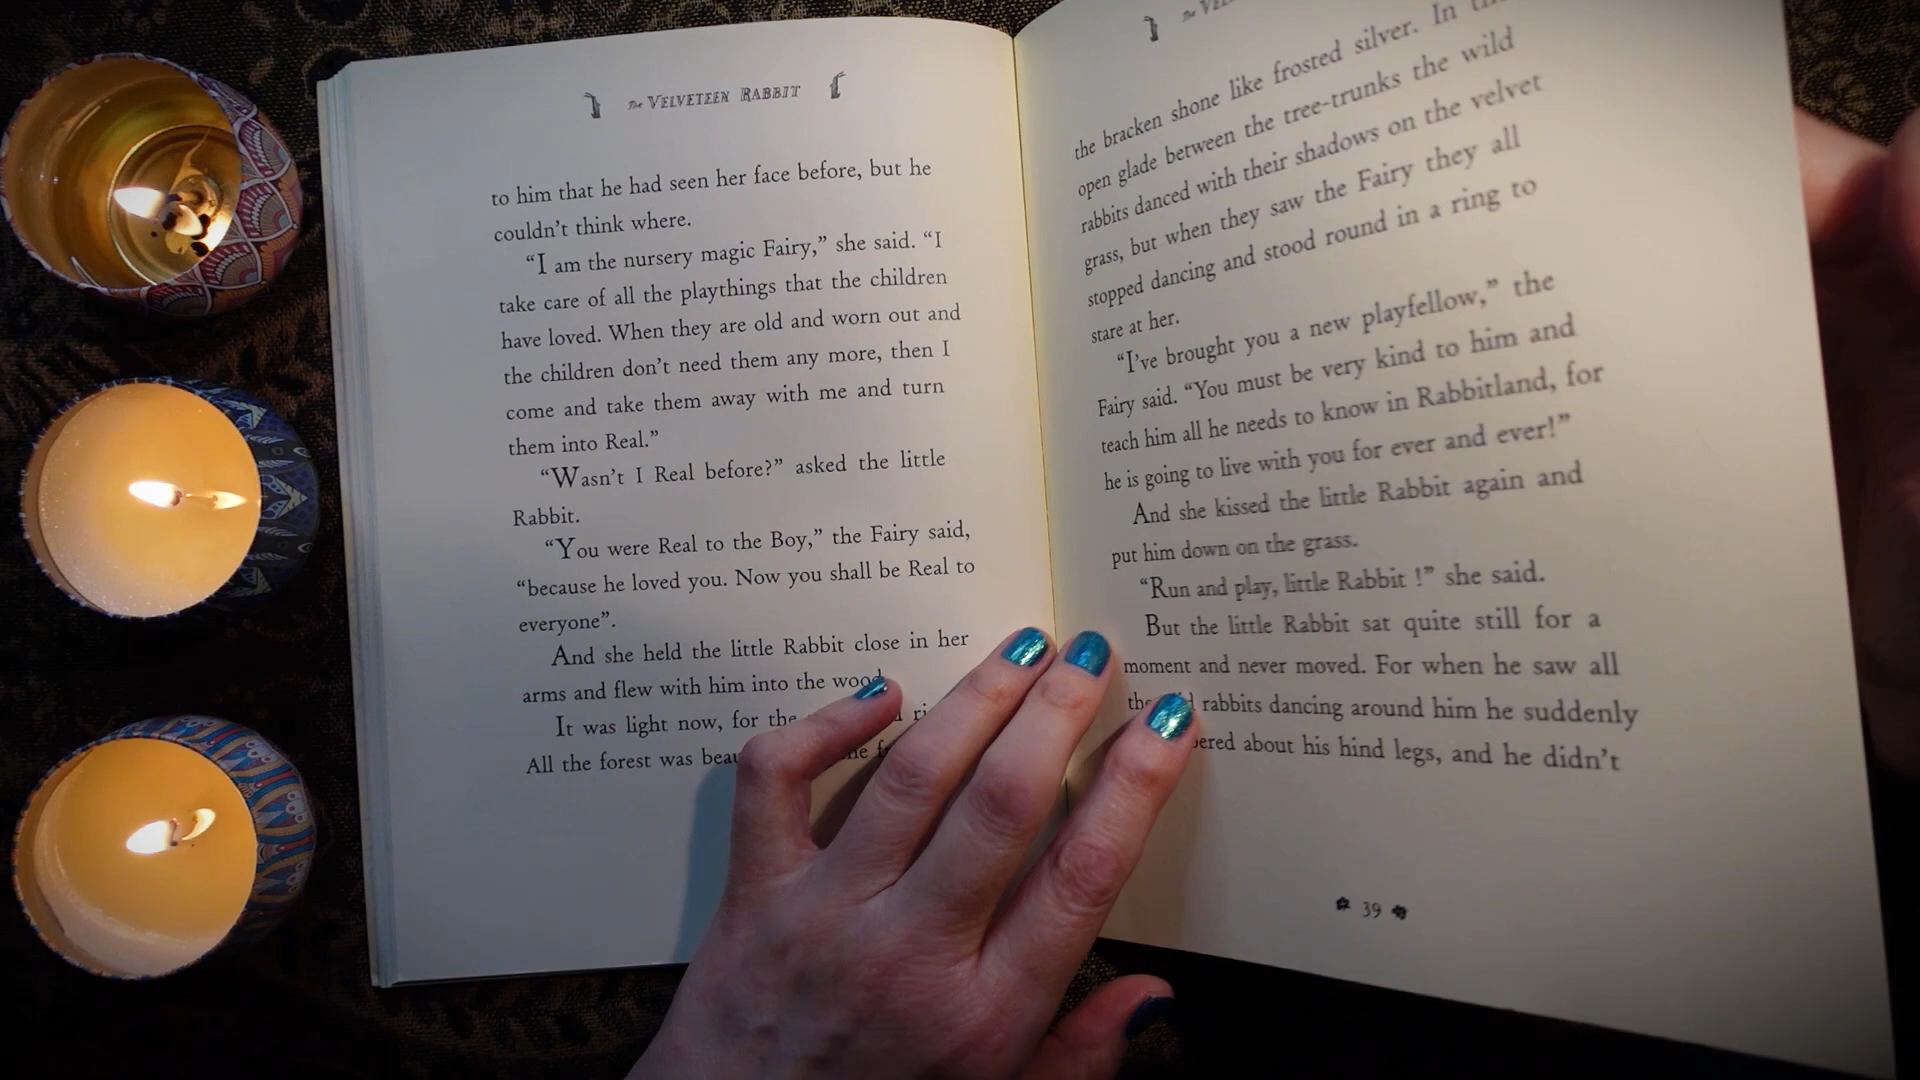 The VELVETEEN RABBIT
to him that he had seen her face before, but he
couldn't think where.
“I am the nursery magic Fairy,” she said. “I
take care of all the playthings that the children
have loved. When they are old and worn out and
the children don't need them any more, then I
come and take them away with me and turn
them into Real.”
“Wasn't I Real before?” asked the little
Rabbit.
“You were Real to the Boy,” the Fairy said,
“because he loved you. Now you shall be Real to
everyone”.
And she held the little Rabbit close in her
arms and flew with him into the
It was light now, for the
All the forest was
The
the bracken shone like frosted silver. In
open glade between the tree-trunks the wild
rabbits danced with their shadows on the velvet
grass, but when they saw the Fairy they all
stopped dancing and stood round in a ring to
stare at her.
“I've brought you a new playfellow,” the
Fairy said. “You must be very kind to him and
teach him all he needs to know in Rabbitland, for
he is going to live with you for ever and ever!”
And she kissed the little Rabbit again and
put him down on the grass.
“Run and play, little Rabbit !” she said.
But the little Rabbit sat quite still for a
moment and never moved. For when he saw all
rabbits dancing around him he suddenly
about his hind legs, and he didn't
39